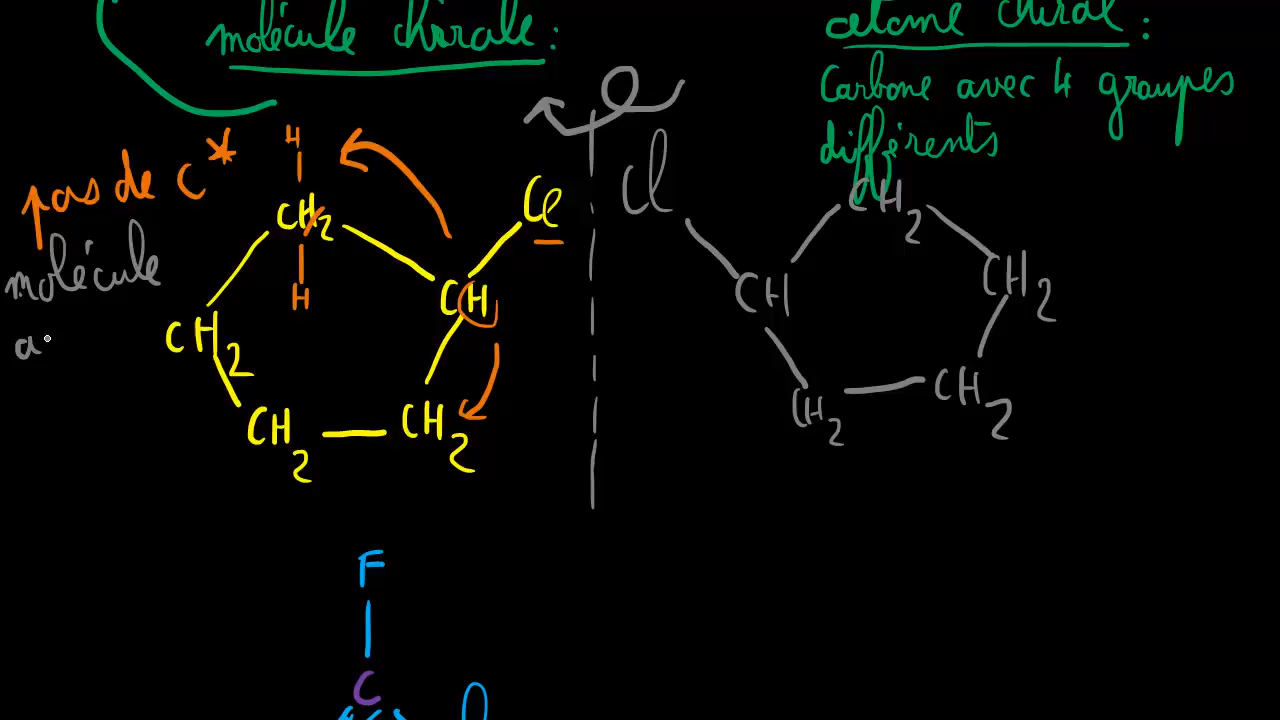 molécule chirale :
atome chiral :
Carbone avec 4 groupes
différents
pas de C*
molécule
a
H
CH2
H
Cl
CH
CH2
CH2
CH2
Cl
CH2
CH
CH2
CH2
CH2
F
C